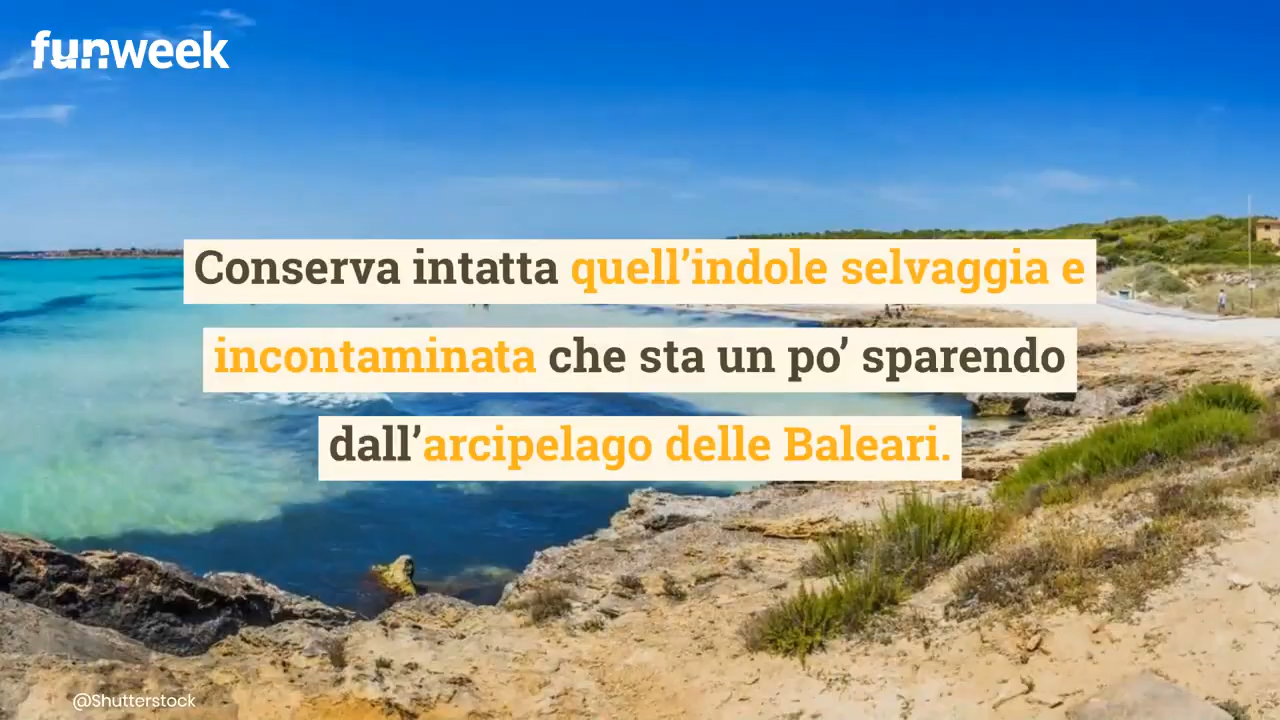 funweek
Conserva intatta quell’indole selvaggia e
incontaminata che sta un po’ sparendo
dall’arcipelago delle Baleari.
@Shutterstock